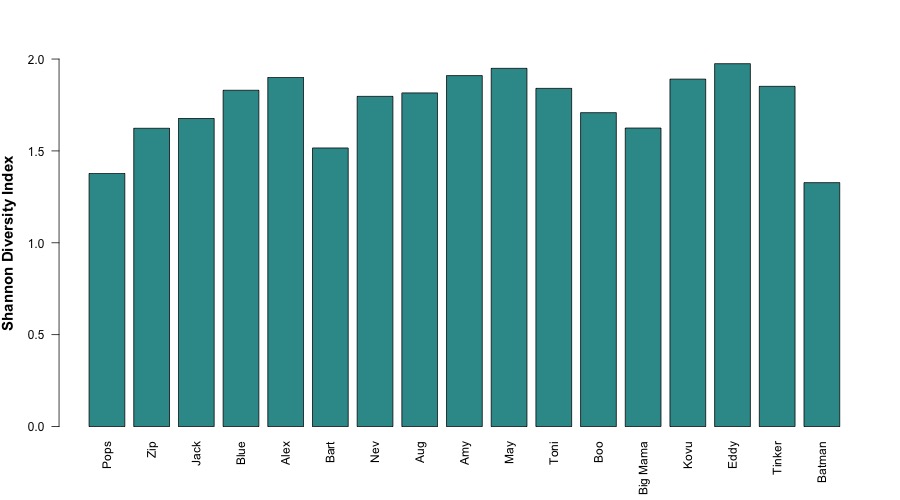 Shannon Diversity Index
2.0
1.5
1.0
0.5
0.0
Pops
Zip
Jack
Blue
Alex
Bart
Nev
Aug
Amy
May
Toni
Boo
Big Mama
Kovu
Eddy
Tinker
Batman